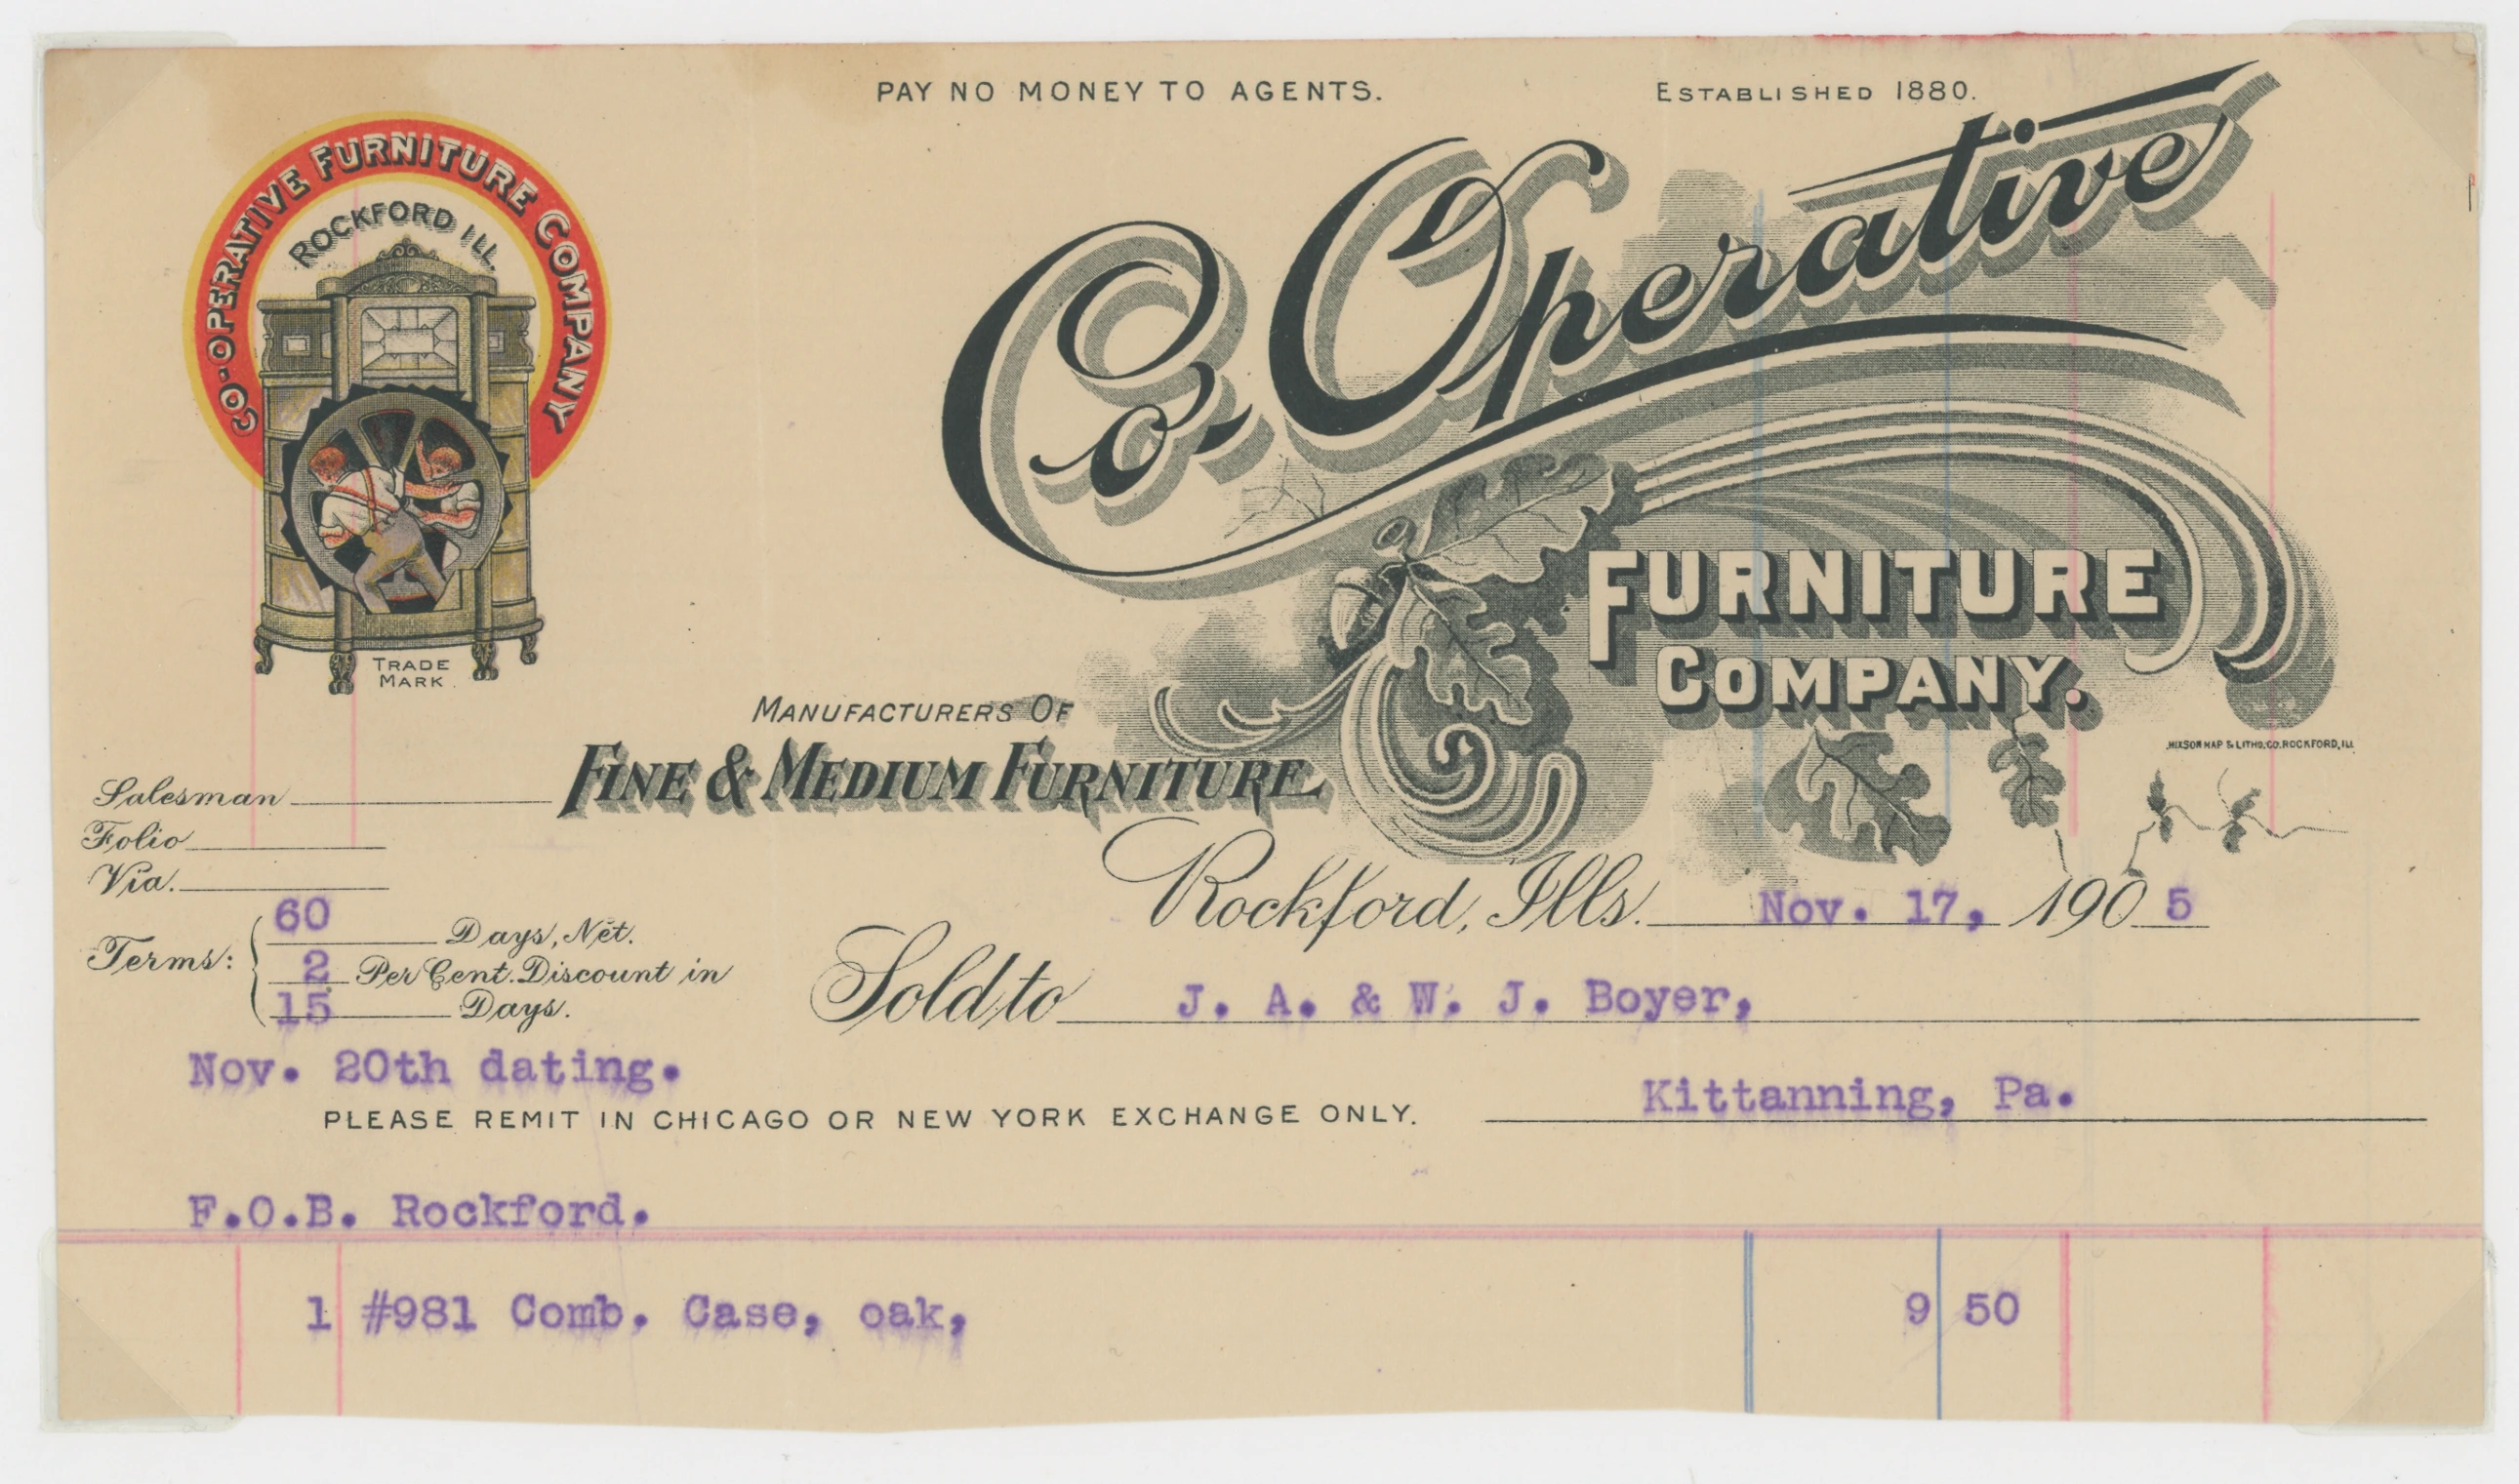 PAY NO MONEY TO AGENTS.
ESTABLISHED 1880.
CO-OPERATIVE FURNITURE COMPANY
ROCKFORD ILL.
TRADE
MARK.
Co-Operative
FURNITURE
COMPANY.
HIXSON MAP & LITHO. CO. ROCKFORD, ILL.
MANUFACTURERS OF
FINE & MEDIUM FURNITURE.
Salesman
Folio
Via.
Rockford, Ills. Nov. 17, 1905
Terms: 60 Days, Net.
2 Per Cent. Discount in
15 Days.
Sold to J. A. & W. J. Boyer,
Nov. 20th dating.
Kittanning, Pa.
PLEASE REMIT IN CHICAGO OR NEW YORK EXCHANGE ONLY.
F.O.B. Rockford.
1 #981 Comb. Case, oak, 9 50